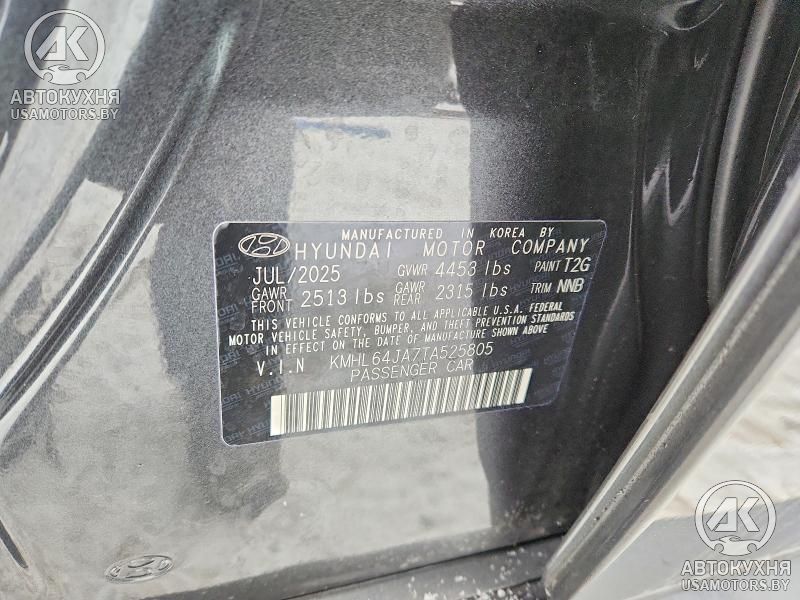 АВТОКУХНЯ
USAMOTORS.BY
MANUFACTURED IN KOREA BY
HYUNDAI MOTOR COMPANY
JUL/2025 GVWR 4453 lbs PAINT T2G
GAWR FRONT 2513 lbs GAWR REAR 2315 lbs TRIM NNB
THIS VEHICLE CONFORMS TO ALL APPLICABLE U.S.A. FEDERAL
MOTOR VEHICLE SAFETY, BUMPER, AND THEFT PREVENTION STANDARDS
IN EFFECT ON THE DATE OF MANUFACTURE SHOWN ABOVE
V.I.N KMHL64JA7TA525805
PASSENGER CAR
АВТОКУХНЯ
USAMOTORS.BY